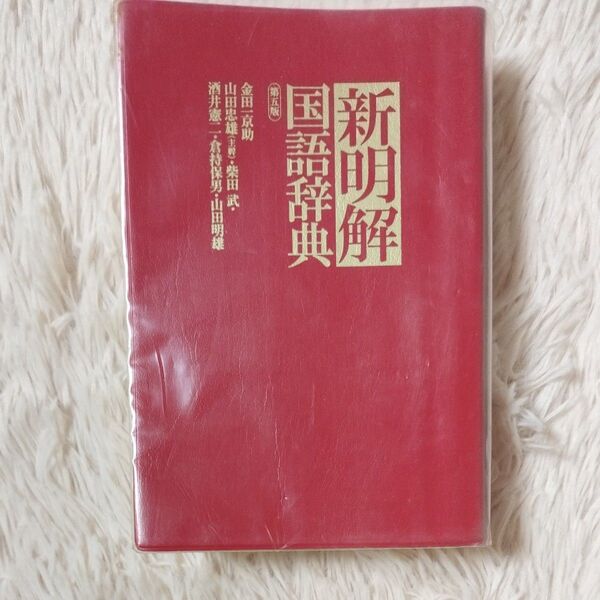 新明解
国語辞典
第五版
金田一京助
山田忠雄(主幹)・柴田 武・
酒井憲二・倉持保男・山田明雄